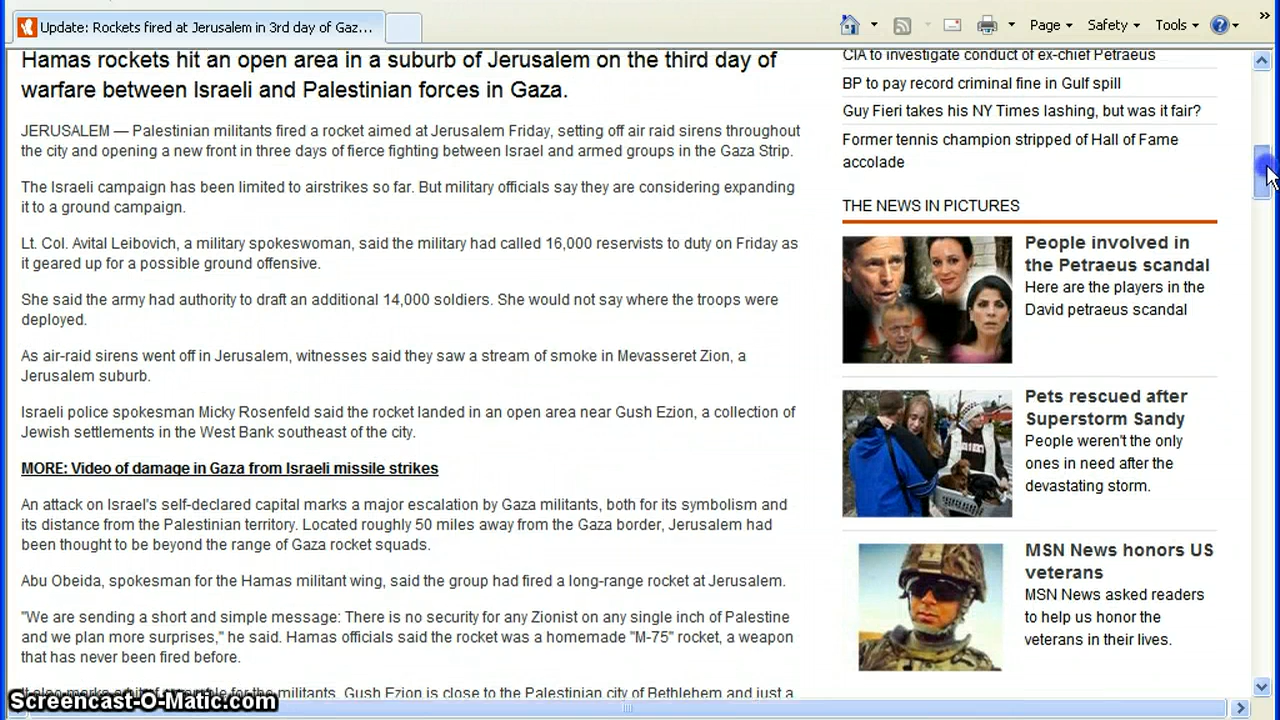 Update: Rockets fired at Jerusalem in 3rd day of Gaz...
Page
Safety
Tools
Hamas rockets hit an open area in a suburb of Jerusalem on the third day of
warfare between Israeli and Palestinian forces in Gaza.
JERUSALEM — Palestinian militants fired a rocket aimed at Jerusalem Friday, setting off air raid sirens throughout
the city and opening a new front in three days of fierce fighting between Israel and armed groups in the Gaza Strip.
The Israeli campaign has been limited to airstrikes so far. But military officials say they are considering expanding
it to a ground campaign.
Lt. Col. Avital Leibovich, a military spokeswoman, said the military had called 16,000 reservists to duty on Friday as
it geared up for a possible ground offensive.
She said the army had authority to draft an additional 14,000 soldiers. She would not say where the troops were
deployed.
As air-raid sirens went off in Jerusalem, witnesses said they saw a stream of smoke in Mevasseret Zion, a
Jerusalem suburb.
Israeli police spokesman Micky Rosenfeld said the rocket landed in an open area near Gush Ezion, a collection of
Jewish settlements in the West Bank southeast of the city.
MORE: Video of damage in Gaza from Israeli missile strikes
An attack on Israel's self-declared capital marks a major escalation by Gaza militants, both for its symbolism and
its distance from the Palestinian territory. Located roughly 50 miles away from the Gaza border, Jerusalem had
been thought to be beyond the range of Gaza rocket squads.
Abu Obeida, spokesman for the Hamas militant wing, said the group had fired a long-range rocket at Jerusalem.
"We are sending a short and simple message: There is no security for any Zionist on any single inch of Palestine
and we plan more surprises," he said. Hamas officials said the rocket was a homemade "M-75" rocket, a weapon
that has never been fired before.
for the militants. Gush Ezion is close to the Palestinian city of Bethlehem and just a
CIA to investigate conduct of ex-chief Petraeus
BP to pay record criminal fine in Gulf spill
Guy Fieri takes his NY Times lashing, but was it fair?
Former tennis champion stripped of Hall of Fame
accolade
THE NEWS IN PICTURES
People involved in
the Petraeus scandal
Here are the players in the
David petraeus scandal
Pets rescued after
Superstorm Sandy
People weren't the only
ones in need after the
devastating storm.
MSN News honors US
veterans
MSN News asked readers
to help us honor the
veterans in their lives.
Screencast-O-Matic.com